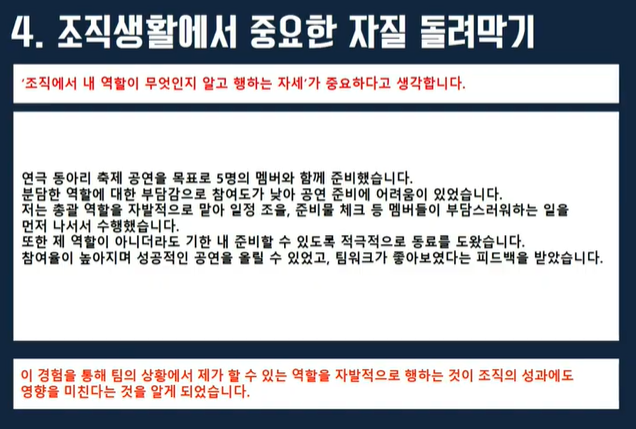 4. 조직생활에서 중요한 자질 돌려막기
‘조직에서 내 역할이 무엇인지 알고 행하는 자세’가 중요하다고 생각합니다.
연극 동아리 축제 공연을 목표로 5명의 멤버와 함께 준비했습니다.
분담한 역할에 대한 부담감으로 참여도가 낮아 공연 준비에 어려움이 있었습니다.
저는 총괄 역할을 자발적으로 맡아 일정 조율, 준비물 체크 등 멤버들이 부담스러워하는 일을
먼저 나서서 수행했습니다.
또한 제 역할이 아니더라도 기한 내 준비할 수 있도록 적극적으로 동료를 도왔습니다.
참여율이 높아지며 성공적인 공연을 올릴 수 있었고, 팀워크가 좋아보였다는 피드백을 받았습니다.
이 경험을 통해 팀의 상황에서 제가 할 수 있는 역할을 자발적으로 행하는 것이 조직의 성과에도
영향을 미친다는 것을 알게 되었습니다.